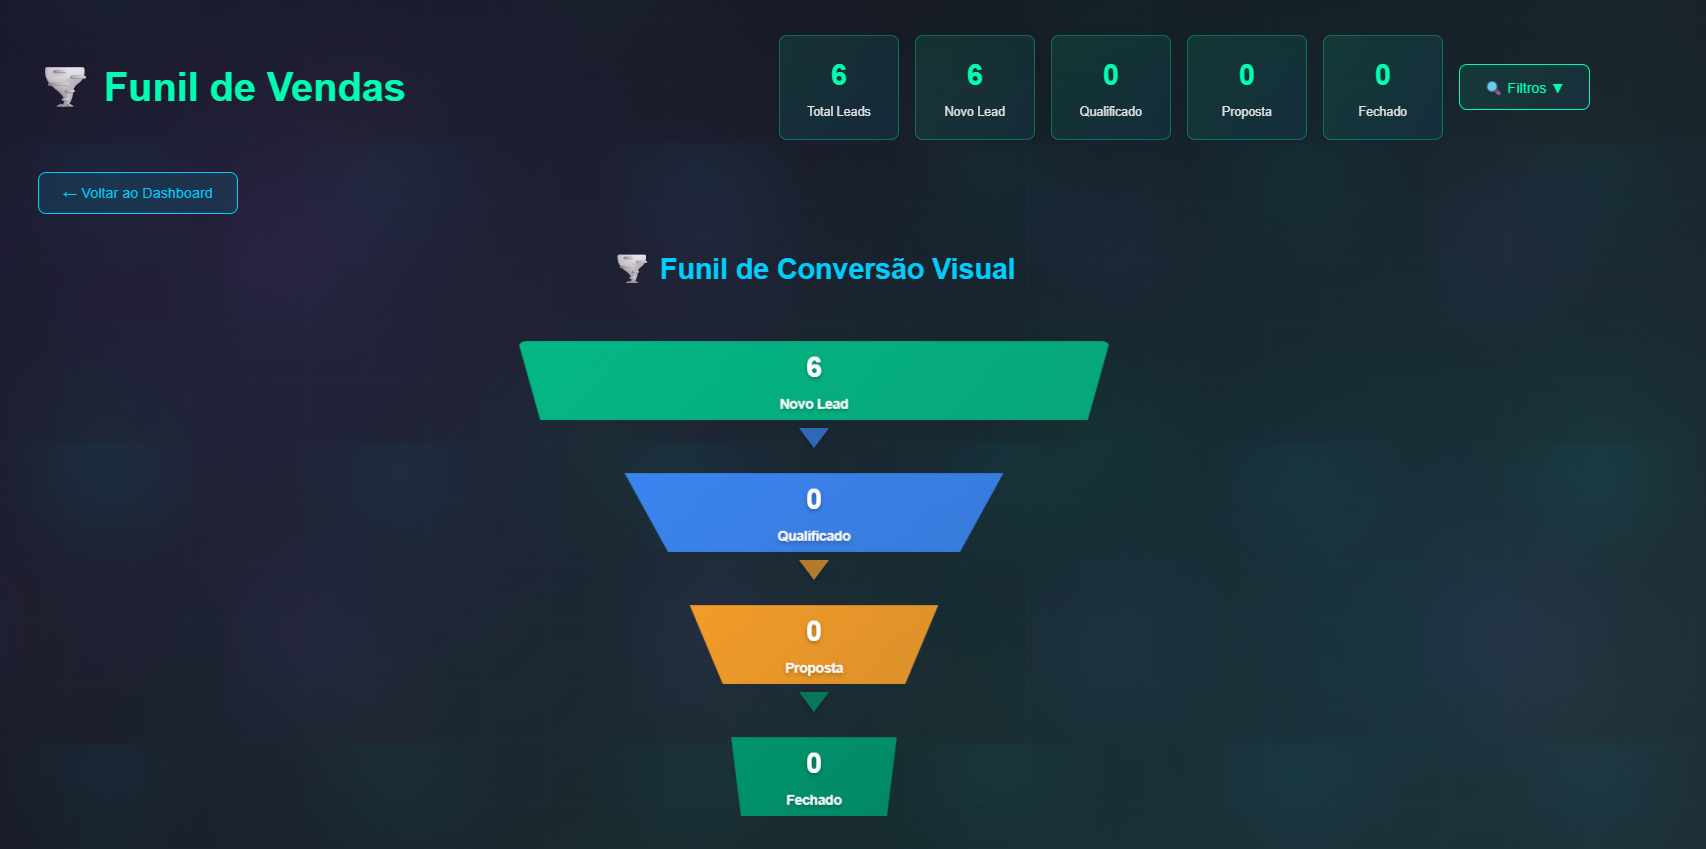 Funil de Vendas
6
Total Leads
6
Novo Lead
0
Qualificado
0
Proposta
0
Fechado
🔍 Filtros ▼
← Voltar ao Dashboard
Funil de Conversão Visual
6
Novo Lead
0
Qualificado
0
Proposta
0
Fechado